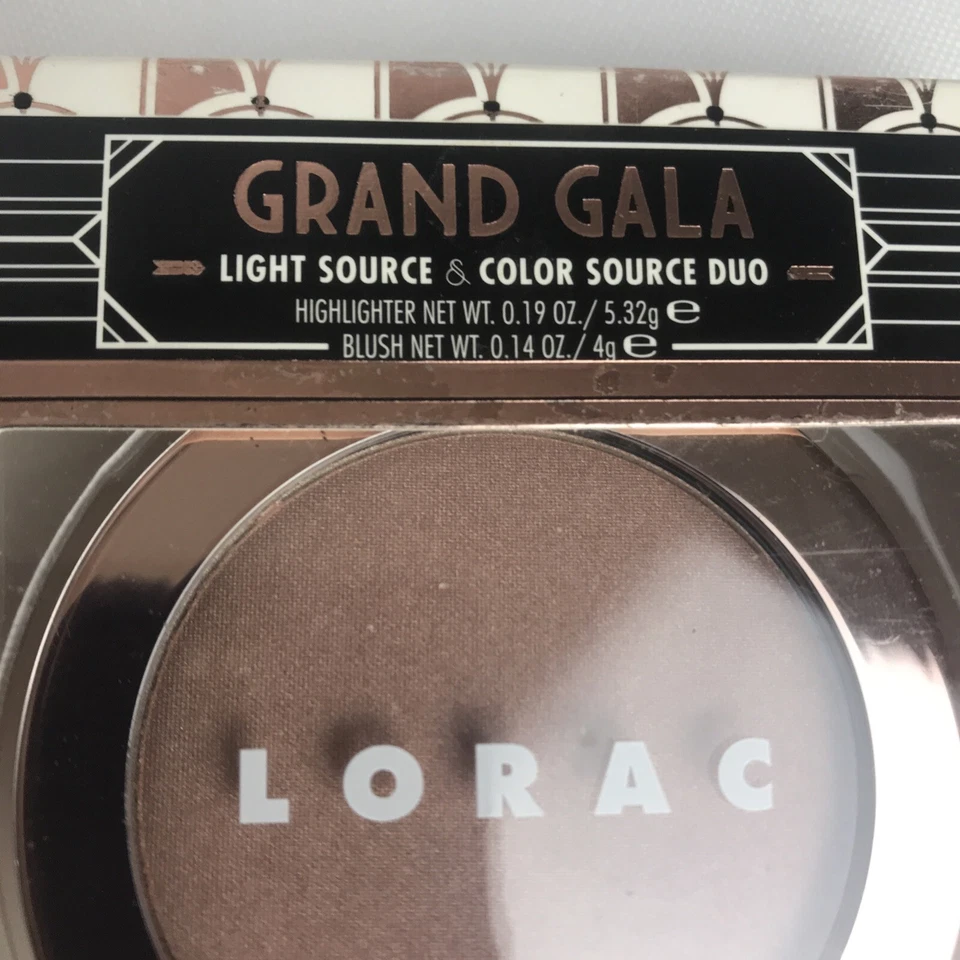 GRAND GALA
LIGHT SOURCE & COLOR SOURCE DUO
HIGHLIGHTER NET WT. 0.19 OZ./ 5.32g ℮
BLUSH NET WT. 0.14 OZ./ 4g ℮
LORAC